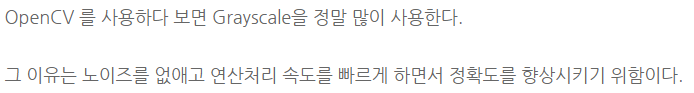 OpenCV 를 사용하다 보면 Grayscale을 정말 많이 사용한다.
그 이유는 노이즈를 없애고 연산처리 속도를 빠르게 하면서 정확도를 향상시키기 위함이다.